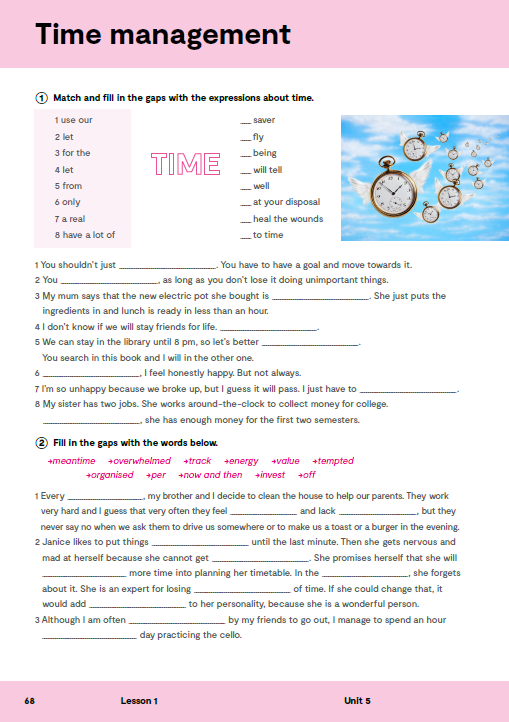 Time management
1 Match and fill in the gaps with the expressions about time.
1 use our
2 let
3 for the
4 let
5 from
6 only
7 a real
8 have a lot of
TIME
__ saver
__ fly
__ being
__ will tell
__ well
__ at your disposal
__ heal the wounds
__ to time
1 You shouldn't just ____________________. You have to have a goal and move towards it.
2 You ____________________, as long as you don't lose it doing unimportant things.
3 My mum says that the new electric pot she bought is ____________________. She just puts the
ingredients in and lunch is ready in less than an hour.
4 I don't know if we will stay friends for life. ____________________.
5 We can stay in the library until 8 pm, so let's better ____________________.
You search in this book and I will in the other one.
6 ____________________, I feel honestly happy. But not always.
7 I'm so unhappy because we broke up, but I guess it will pass. I just have to ____________________.
8 My sister has two jobs. She works around-the-clock to collect money for college.
____________________, she has enough money for the first two semesters.
2 Fill in the gaps with the words below.
→meantime →overwhelmed →track →energy →value →tempted
→organised →per →now and then →invest →off
1 Every ________________, my brother and I decide to clean the house to help our parents. They work
very hard and I guess that very often they feel ______________ and lack ________________, but they
never say no when we ask them to drive us somewhere or to make us a toast or a burger in the evening.
2 Janice likes to put things ____________________ until the last minute. Then she gets nervous and
mad at herself because she cannot get ____________________. She promises herself that she will
__________________ more time into planning her timetable. In the __________________, she forgets
about it. She is an expert for losing ____________________ of time. If she could change that, it
would add ____________________ to her personality, because she is a wonderful person.
3 Although I am often ____________________ by my friends to go out, I manage to spend an hour
____________________ day practicing the cello.
68 Lesson 1 Unit 5